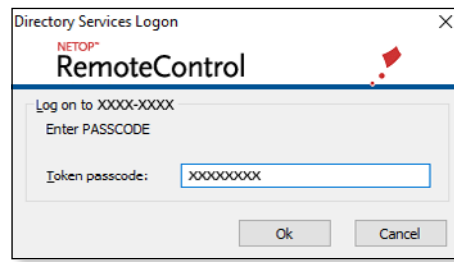 Directory Services Logon
NETOP™
RemoteControl
Log on to XXXX-XXXX
Enter PASSCODE
Token passcode: XXXXXXXX
Ok Cancel